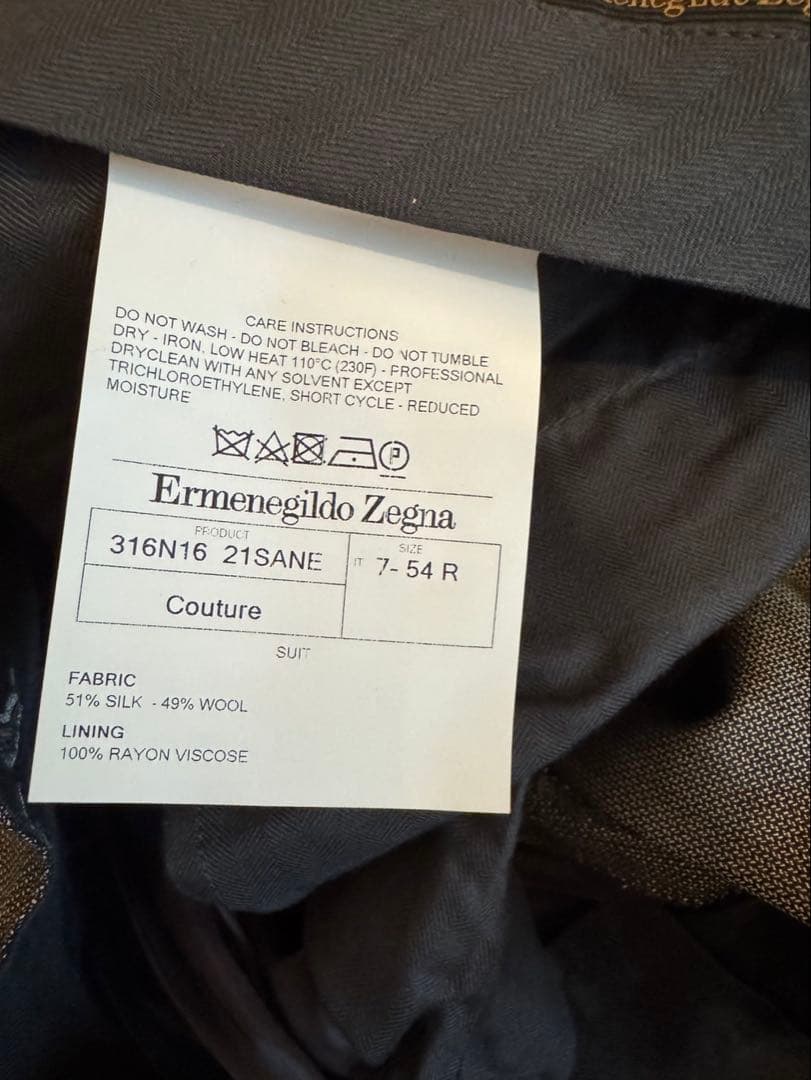 CARE INSTRUCTIONS
DO NOT WASH - DO NOT BLEACH - DO NOT TUMBLE
DRY - IRON, LOW HEAT 110°C (230F) - PROFESSIONAL
DRYCLEAN WITH ANY SOLVENT EXCEPT
TRICHLOROETHYLENE, SHORT CYCLE - REDUCED
MOISTURE
P
Ermenegildo Zegna
PRODUCT
316N16 21SANE
SIZE
IT 7- 54 R
Couture
SUIT
FABRIC
51% SILK - 49% WOOL
LINING
100% RAYON VISCOSE